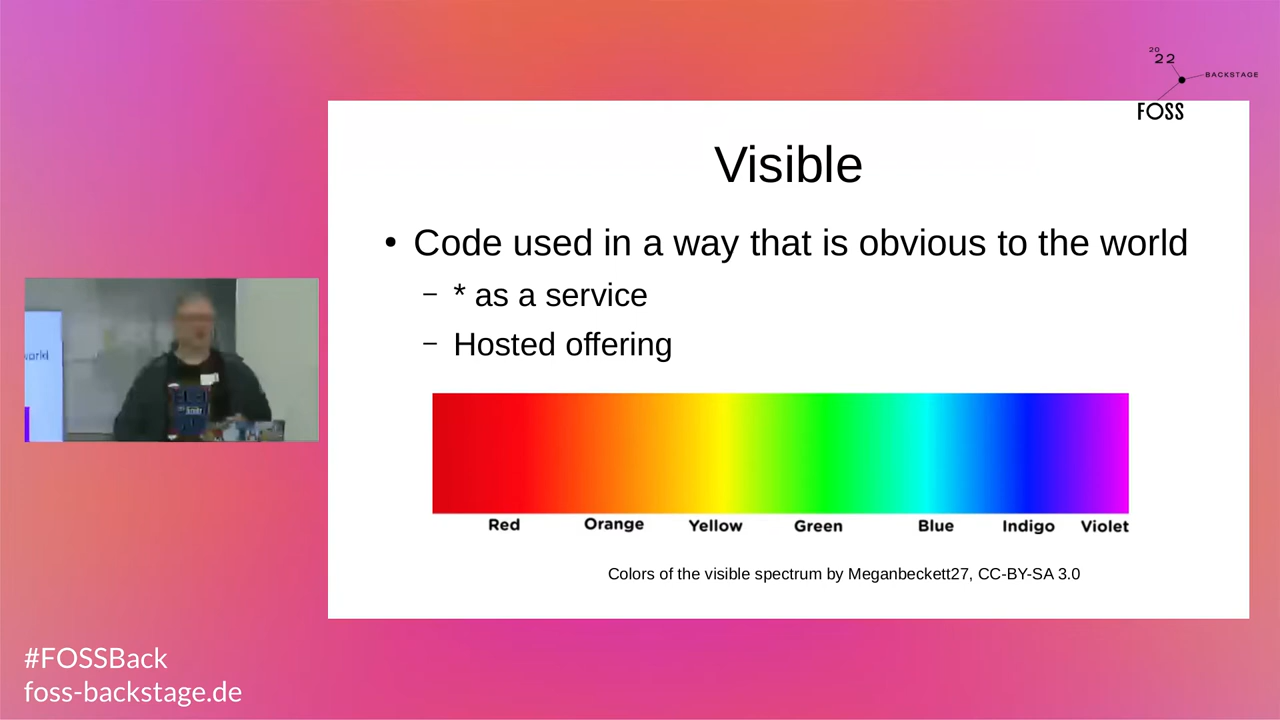 20
22
BACKSTAGE
FOSS
Visible
• Code used in a way that is obvious to the world
– * as a service
– Hosted offering
Red Orange Yellow Green Blue Indigo Violet
Colors of the visible spectrum by Meganbeckett27, CC-BY-SA 3.0
world
#FOSSBack
foss-backstage.de